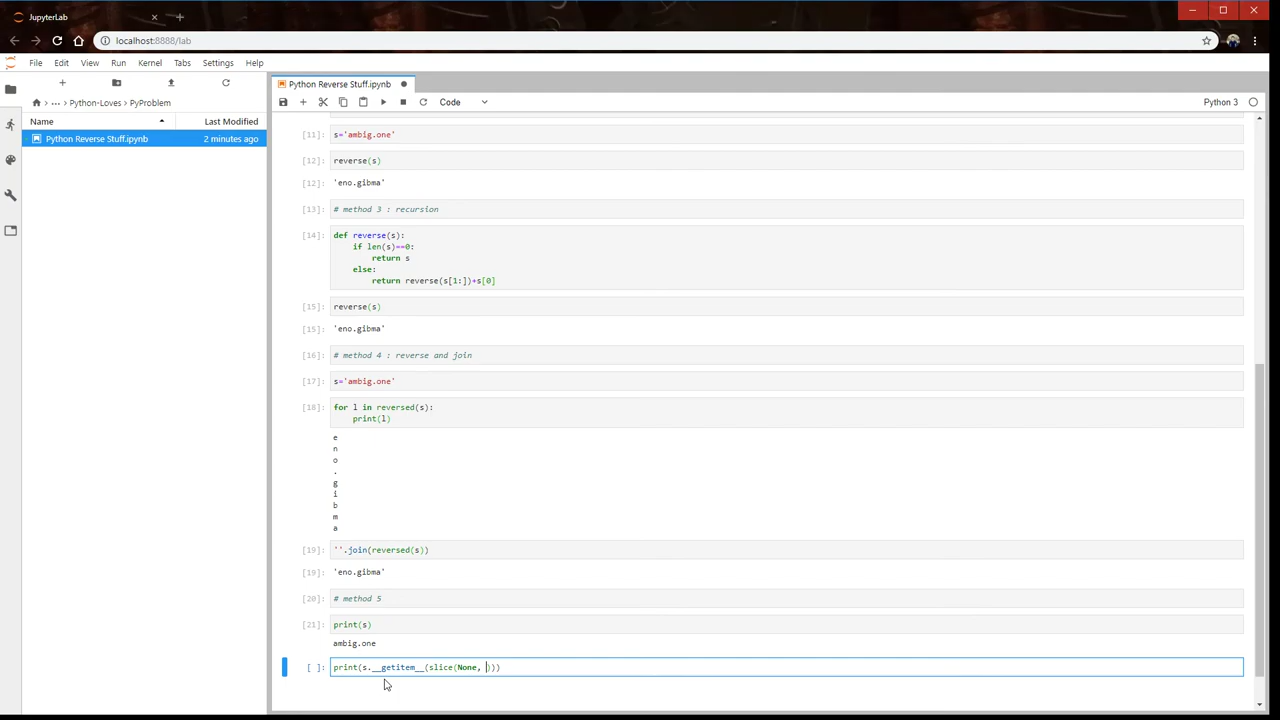 JupyterLab
localhost:8888/lab
File Edit View Run Kernel Tabs Settings Help
Python Reverse Stuff.ipynb
Code
Python 3
… Python-Loves PyProblem
Name Last Modified
Python Reverse Stuff.ipynb 2 minutes ago
[11]: s='ambig.one'
[12]: reverse(s)
[12]: 'eno.gibma'
[13]: # method 3 : recursion
[14]: def reverse(s):
if len(s)==0:
return s
else:
return reverse(s[1:])+s[0]
[15]: reverse(s)
[15]: 'eno.gibma'
[16]: # method 4 : reverse and join
[17]: s='ambig.one'
[18]: for l in reversed(s):
print(l)
e
n
o
.
g
i
b
m
a
[19]: ''.join(reversed(s))
[19]: 'eno.gibma'
[20]: # method 5
[21]: print(s)
ambig.one
[ ]: print(s.__getitem__(slice(None, )))